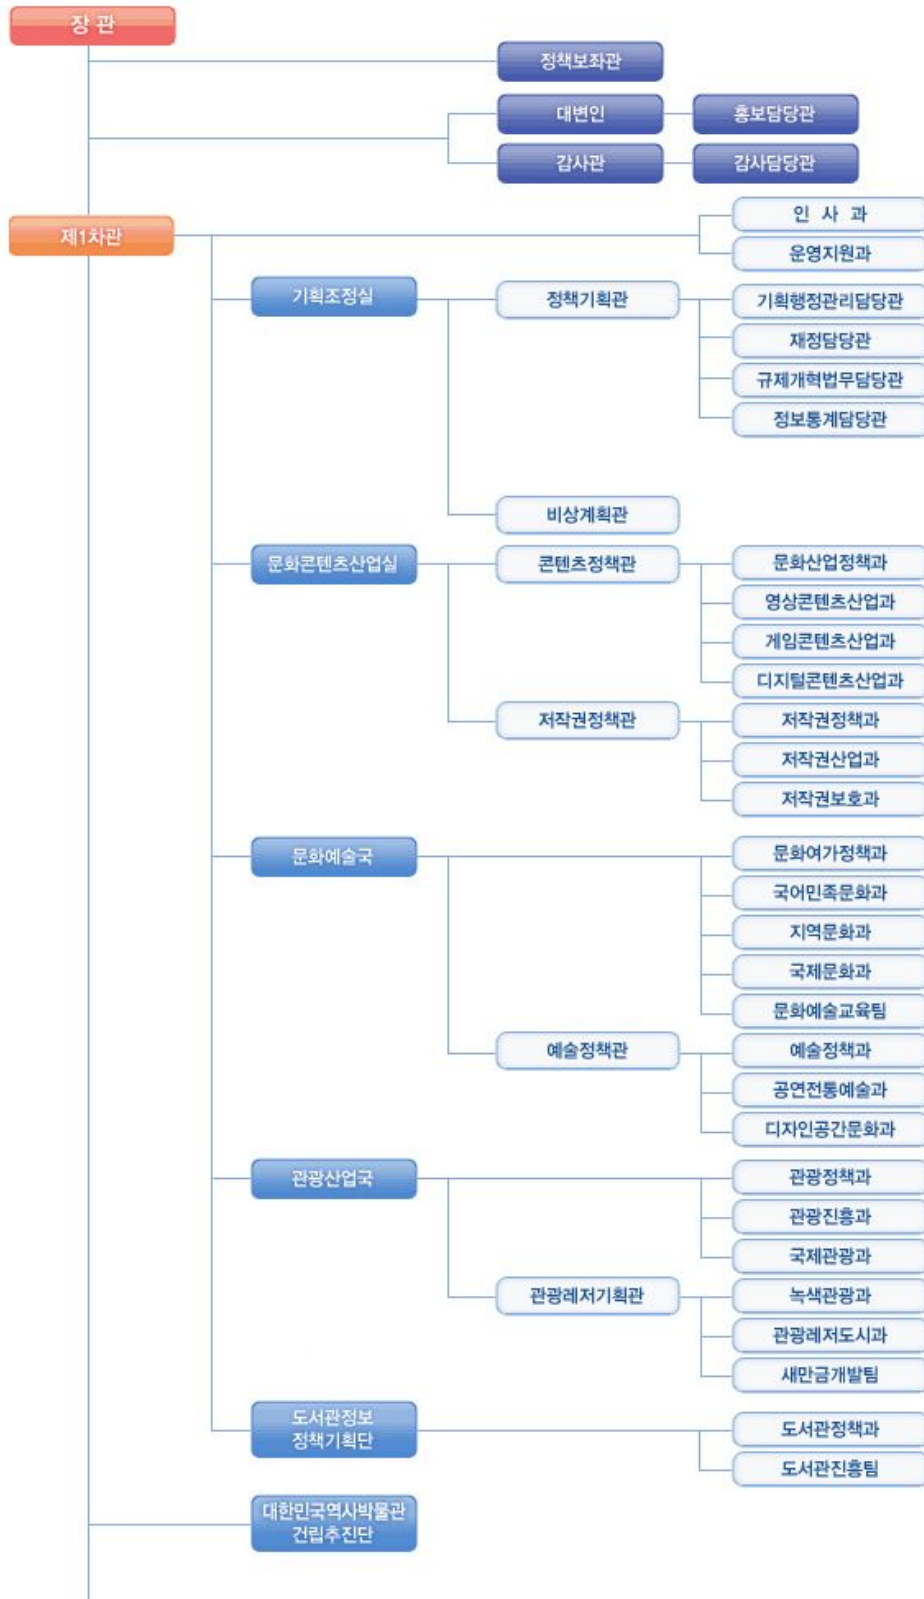 장 관
정책보좌관
대변인
홍보담당관
감사관
감사담당관
제1차관
인 사 과
운영지원과
기획조정실
정책기획관
기획행정관리담당관
재정담당관
규제개혁법무담당관
정보통계담당관
비상계획관
문화콘텐츠산업실
콘텐츠정책관
문화산업정책과
영상콘텐츠산업과
게임콘텐츠산업과
디지털콘텐츠산업과
저작권정책관
저작권정책과
저작권산업과
저작권보호과
문화예술국
문화여가정책과
국어민족문화과
지역문화과
국제문화과
문화예술교육팀
예술정책관
예술정책과
공연전통예술과
디자인공간문화과
관광산업국
관광정책과
관광진흥과
국제관광과
관광레저기획관
녹색관광과
관광레저도시과
새만금개발팀
도서관정보
정책기획단
도서관정책과
도서관진흥팀
대한민국역사박물관
건립추진단